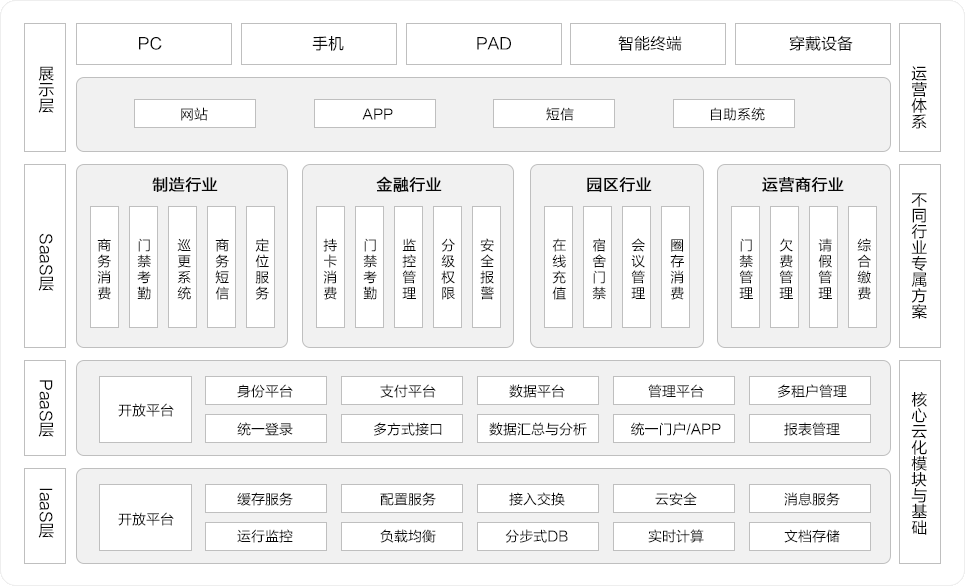 展示层
PC
手机
PAD
智能终端
穿戴设备
网站
APP
短信
自助系统
运营体系
SaaS层
制造行业
商务消费
门禁考勤
巡更系统
商务短信
定位服务
金融行业
持卡消费
门禁考勤
监控管理
分级权限
安全报警
园区行业
在线充值
宿舍门禁
会议管理
圈存消费
运营商行业
门禁管理
欠费管理
请假管理
综合缴费
不同行业专属方案
PaaS层
开放平台
身份平台
支付平台
数据平台
管理平台
多租户管理
统一登录
多方式接口
数据汇总与分析
统一门户/APP
报表管理
IaaS层
开放平台
缓存服务
配置服务
接入交换
云安全
消息服务
运行监控
负载均衡
分步式DB
实时计算
文档存储
核心云化模块与基础